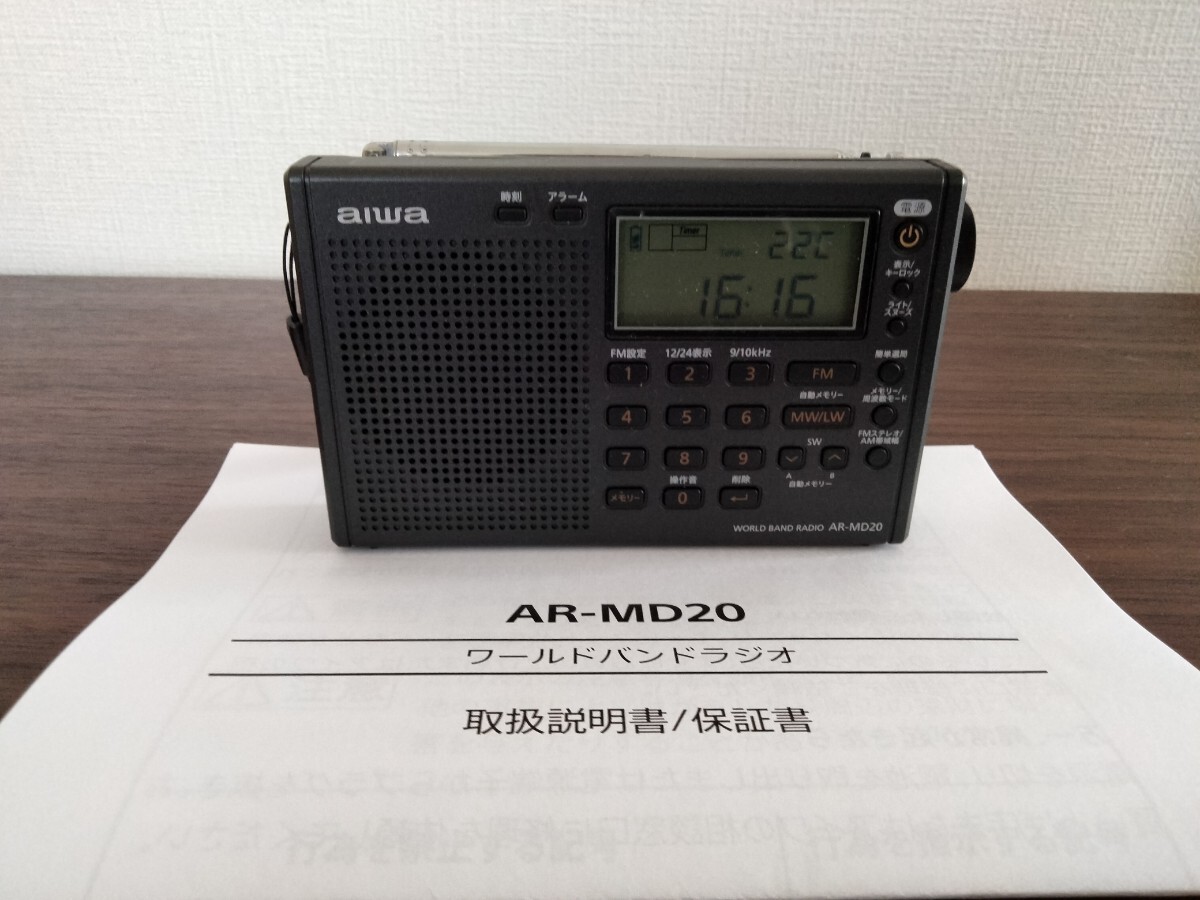 aiwa
時刻
アラーム
電源
Timer
Timer
22C
16:16
表示/
キーロック
ライト/
スヌーズ
FM設定
12/24表示
9/10kHz
簡単選局
1
2
3
FM
自動メモリー
メモリー/
周波数モード
4
5
6
MW/LW
SW
FMステレオ/
AM帯域幅
7
8
9
A
B
自動メモリー
操作音
削除
メモリー
0
WORLD BAND RADIO AR-MD20
AR-MD20
ワールドバンドラジオ
取扱説明書/保証書